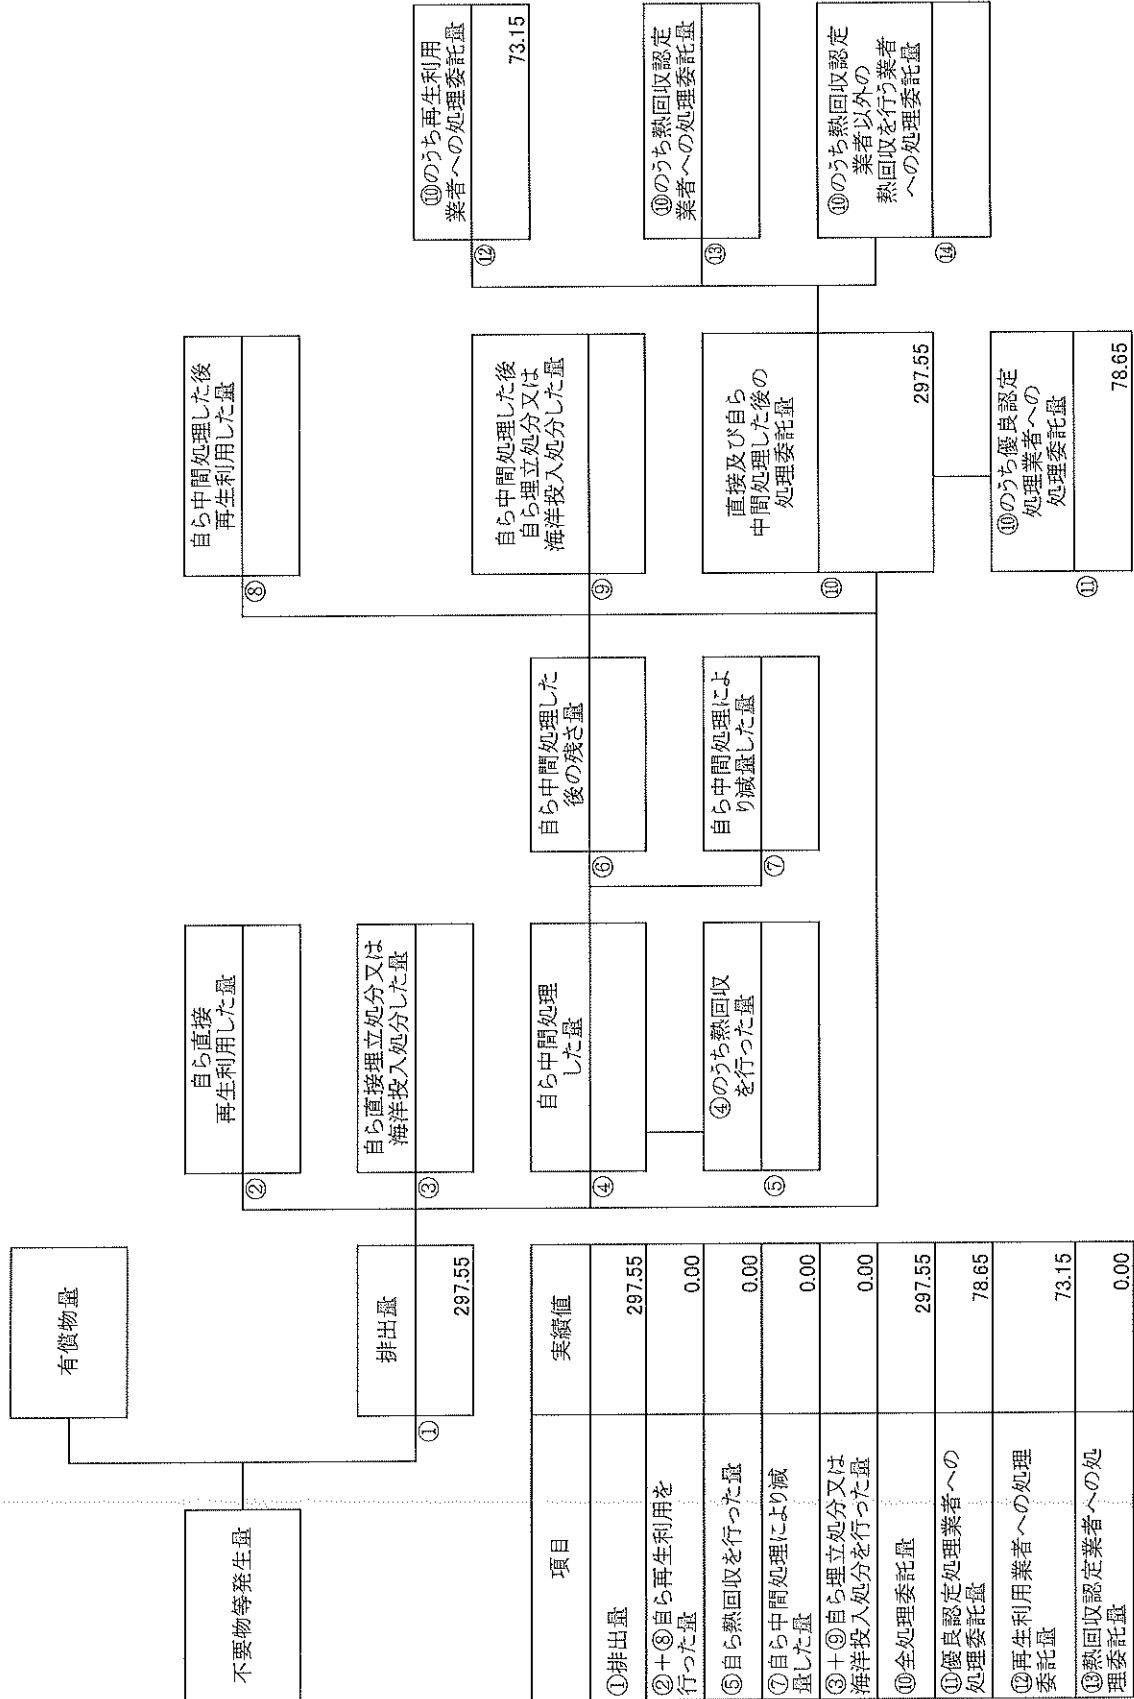 不要物等発生量
有償物量
①
排出量
297.55
②
自ら直接
再生利用した量
③
自ら直接埋立処分又は
海洋投入処分した量
④
自ら中間処理
した量
⑤
④のうち熱回収
を行った量
⑥
自ら中間処理した
後の残さ量
⑦
自ら中間処理によ
り減量した量
⑧
自ら中間処理した後
再生利用した量
⑨
自ら中間処理した後
自ら埋立処分又は
海洋投入処分した量
⑩
直接及び自ら
中間処理した後の
処理委託量
297.55
⑪
⑩のうち優良認定
処理業者への
処理委託量
78.65
⑫
⑩のうち再生利用
業者への処理委託量
73.15
⑬
⑩のうち熱回収認定
業者への処理委託量
⑭
⑩のうち熱回収認定
業者以外の
熱回収を行う業者
への処理委託量
項目 実績値
①排出量 297.55
②+⑧自ら再生利用を
行った量 0.00
⑤自ら熱回収を行った量 0.00
⑦自ら中間処理により減
量した量 0.00
③+⑨自ら埋立処分又は
海洋投入処分を行った量 0.00
⑩全処理委託量 297.55
⑪優良認定処理業者への
処理委託量 78.65
⑫再生利用業者への処理
委託量 73.15
⑬熱回収認定業者への処
理委託量 0.00